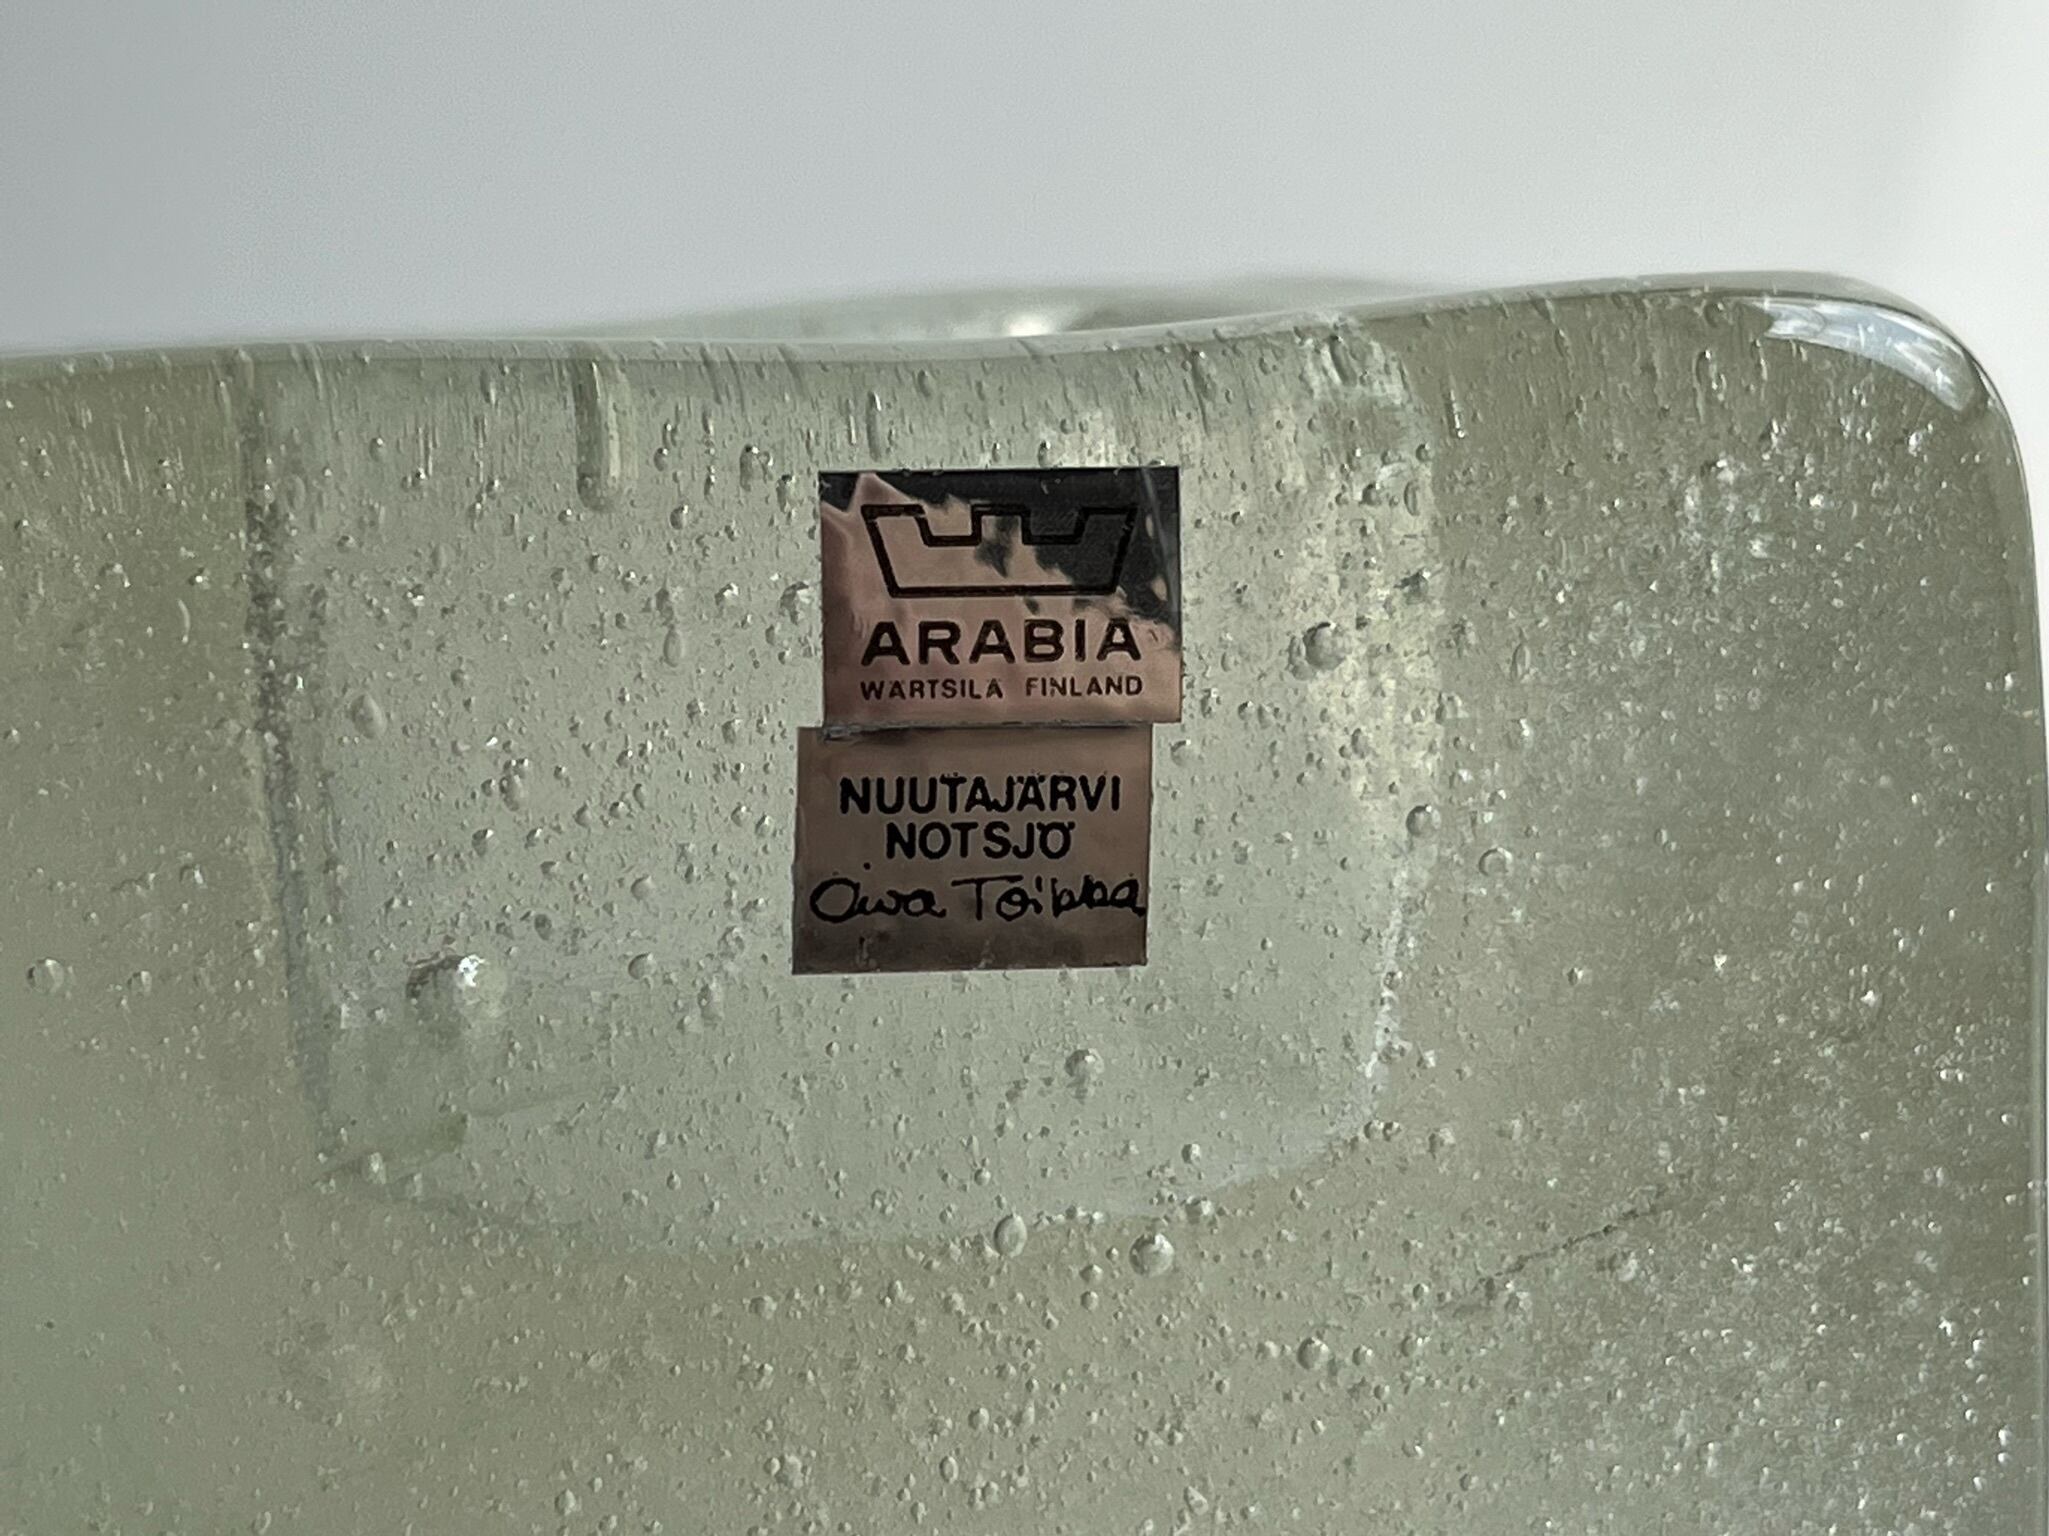 ARABIA
WÄRTSILÄ FINLAND
NUUTAJÄRVI
NOTSJÖ
Oiva Toikka